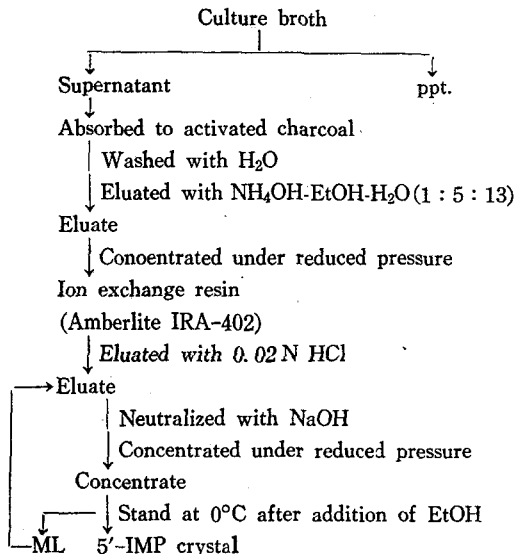 Culture broth
Supernatant ppt.
Absorbed to activated charcoal
Washed with H₂O
Eluated with NH₄OH-EtOH-H₂O (1 : 5 : 13)
Eluate
Conoentrated under reduced pressure
Ion exchange resin
(Amberlite IRA-402)
Eluated with 0.02 N HCl
Eluate
Neutralized with NaOH
Concentrated under reduced pressure
Concentrate
Stand at 0°C after addition of EtOH
ML 5′-IMP crystal